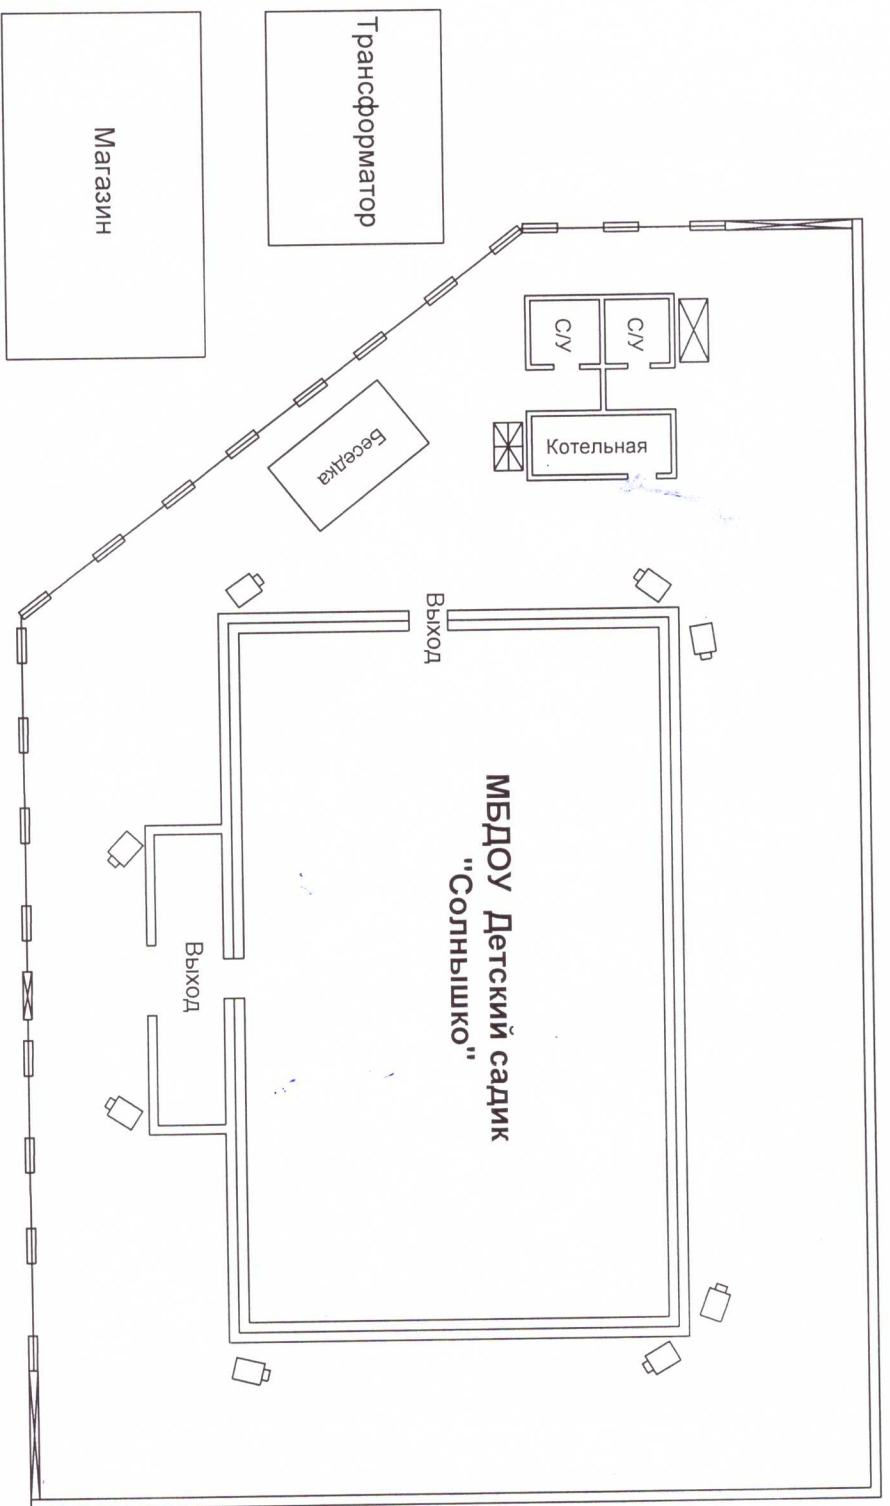 Трансформатор
Магазин
С/У
С/У
Котельная
Беседка
Выход
МБДОУ Детский садик
"Солнышко"
Выход